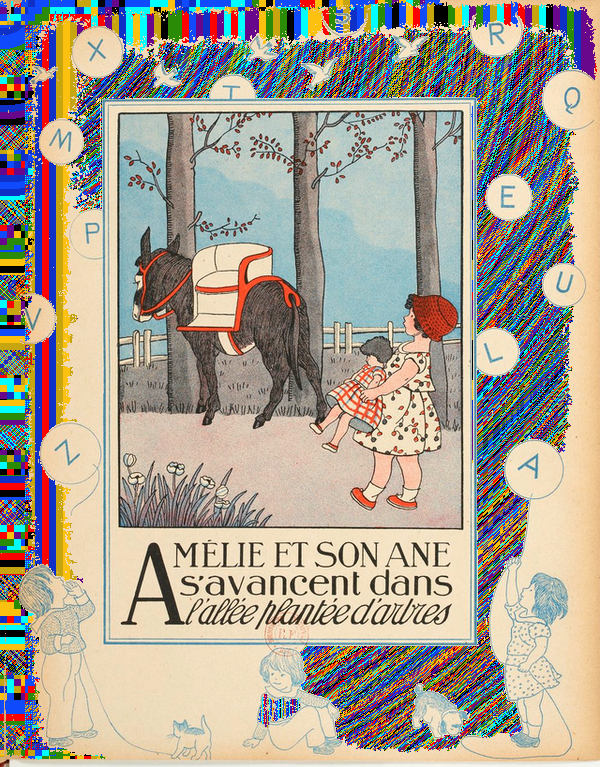 X
R
T
Q
M
E
P
U
V
L
Z
A
AMÉLIE ET SON ANE
s'avancent dans
l'allée plantée d'arbres
B.F.